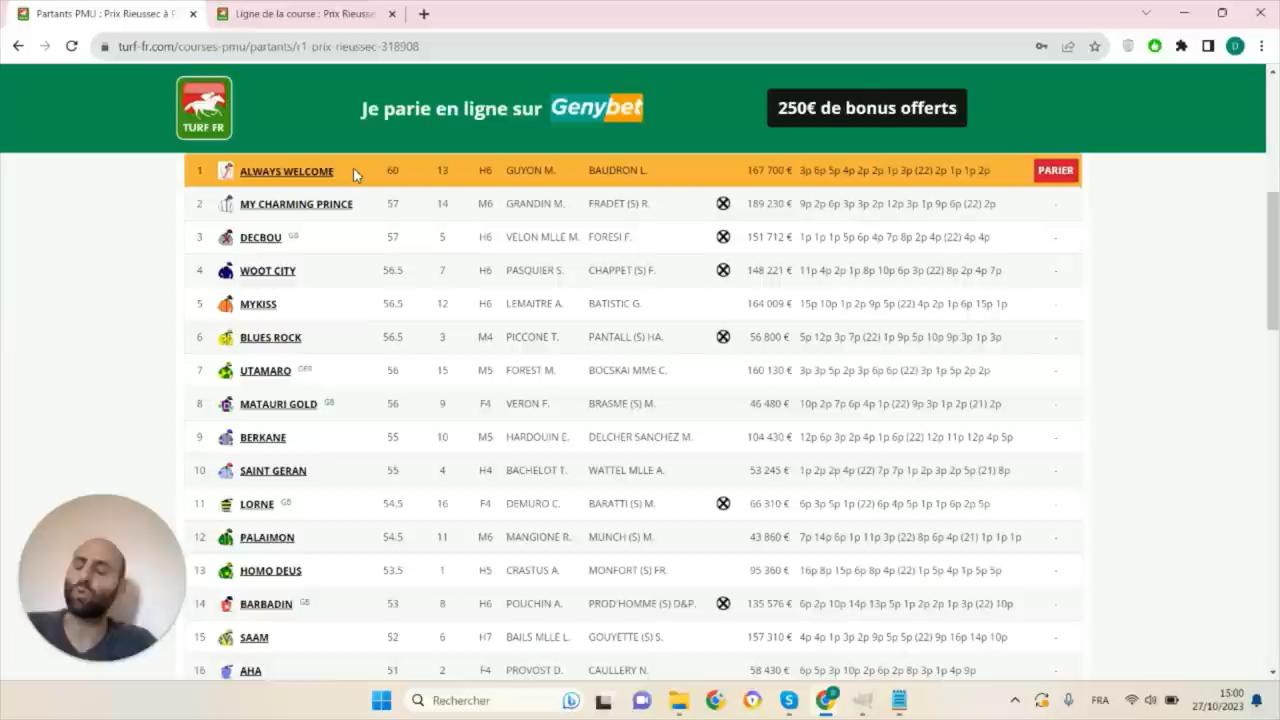 Partants PMU : Prix Rieussec à P
Ligne de la course : Prix Rieusse
turf-fr.com/courses-pmu/partants/r1-prix-rieussec-318908
D
TURF FR
Je parie en ligne sur Genybet
250€ de bonus offerts
1 ALWAYS WELCOME 60 13 H6 GUYON M. BAUDRON L. 167 700 € 3p 6p 5p 4p 2p 2p 1p 3p (22) 2p 1p 1p 2p PARIER
2 MY CHARMING PRINCE 57 14 M6 GRANDIN M. FRADET (S) R. 189 230 € 9p 2p 6p 3p 3p 2p 12p 3p 1p 9p 6p (22) 2p -
3 DECBOU GB 57 5 H6 VELON MLLE M. FORESI F. 151 712 € 1p 1p 1p 5p 6p 4p 7p 8p 2p 4p (22) 4p 4p -
4 WOOT CITY 56.5 7 H6 PASQUIER S. CHAPPET (S) F. 148 221 € 11p 4p 2p 1p 8p 10p 6p 3p (22) 8p 2p 4p 7p -
5 MYKISS 56.5 12 H6 LEMAITRE A. BATISTIC G. 164 009 € 15p 10p 1p 2p 9p 5p (22) 4p 2p 1p 6p 15p 1p -
6 BLUES ROCK 56.5 3 M4 PICCONE T. PANTALL (S) HA. 56 800 € 5p 12p 3p 7p (22) 1p 9p 5p 10p 9p 3p 1p 3p -
7 UTAMARO GER 56 15 M5 FOREST M. BOCSKAI MME C. 160 130 € 3p 3p 5p 2p 3p 6p 6p (22) 3p 1p 5p 2p 2p -
8 MATAURI GOLD GB 56 9 F4 VERON F. BRASME (S) M. 46 480 € 10p 2p 7p 6p 4p 1p (22) 9p 3p 1p 2p (21) 2p -
9 BERKANE 55 10 M5 HARDOUIN E. DELCHER SANCHEZ M. 104 430 € 12p 6p 3p 2p 4p 1p 6p (22) 12p 11p 12p 4p 5p -
10 SAINT GERAN 55 4 H4 BACHELOT T. WATTEL MLLE A. 53 245 € 1p 2p 2p 4p (22) 7p 7p 1p 2p 3p 2p 5p (21) 8p -
11 LORNE GB 54.5 16 F4 DEMURO C. BARATTI (S) M. 66 310 € 6p 3p 5p 1p (22) 6p 4p 5p 1p 1p 6p 2p 5p -
12 PALAIMON 54.5 11 M6 MANGIONE R. MUNCH (S) M. 43 860 € 7p 14p 6p 1p 11p 3p (22) 8p 6p 4p (21) 1p 1p 1p -
13 HOMO DEUS 53.5 1 H5 CRASTUS A. MONFORT (S) FR. 95 360 € 16p 8p 15p 6p 8p 4p (22) 1p 5p 4p 1p 5p 5p -
14 BARBADIN GB 53 8 H6 POUCHIN A. PROD'HOMME (S) D&P. 135 576 € 6p 2p 10p 14p 13p 5p 1p 2p 2p 1p 3p (22) 10p -
15 SAAM 52 6 H7 BAILS MLLE L. GOUYETTE (S) S. 157 310 € 4p 4p 1p 3p 2p 9p 5p 5p (22) 9p 16p 14p 10p -
16 AHA 51 2 F4 PROVOST D. CAULLERY N. 58 430 € 6p 5p 3p 10p 2p 6p 2p 8p 3p 1p 4p 9p -
Rechercher
FRA
15:00
27/10/2023